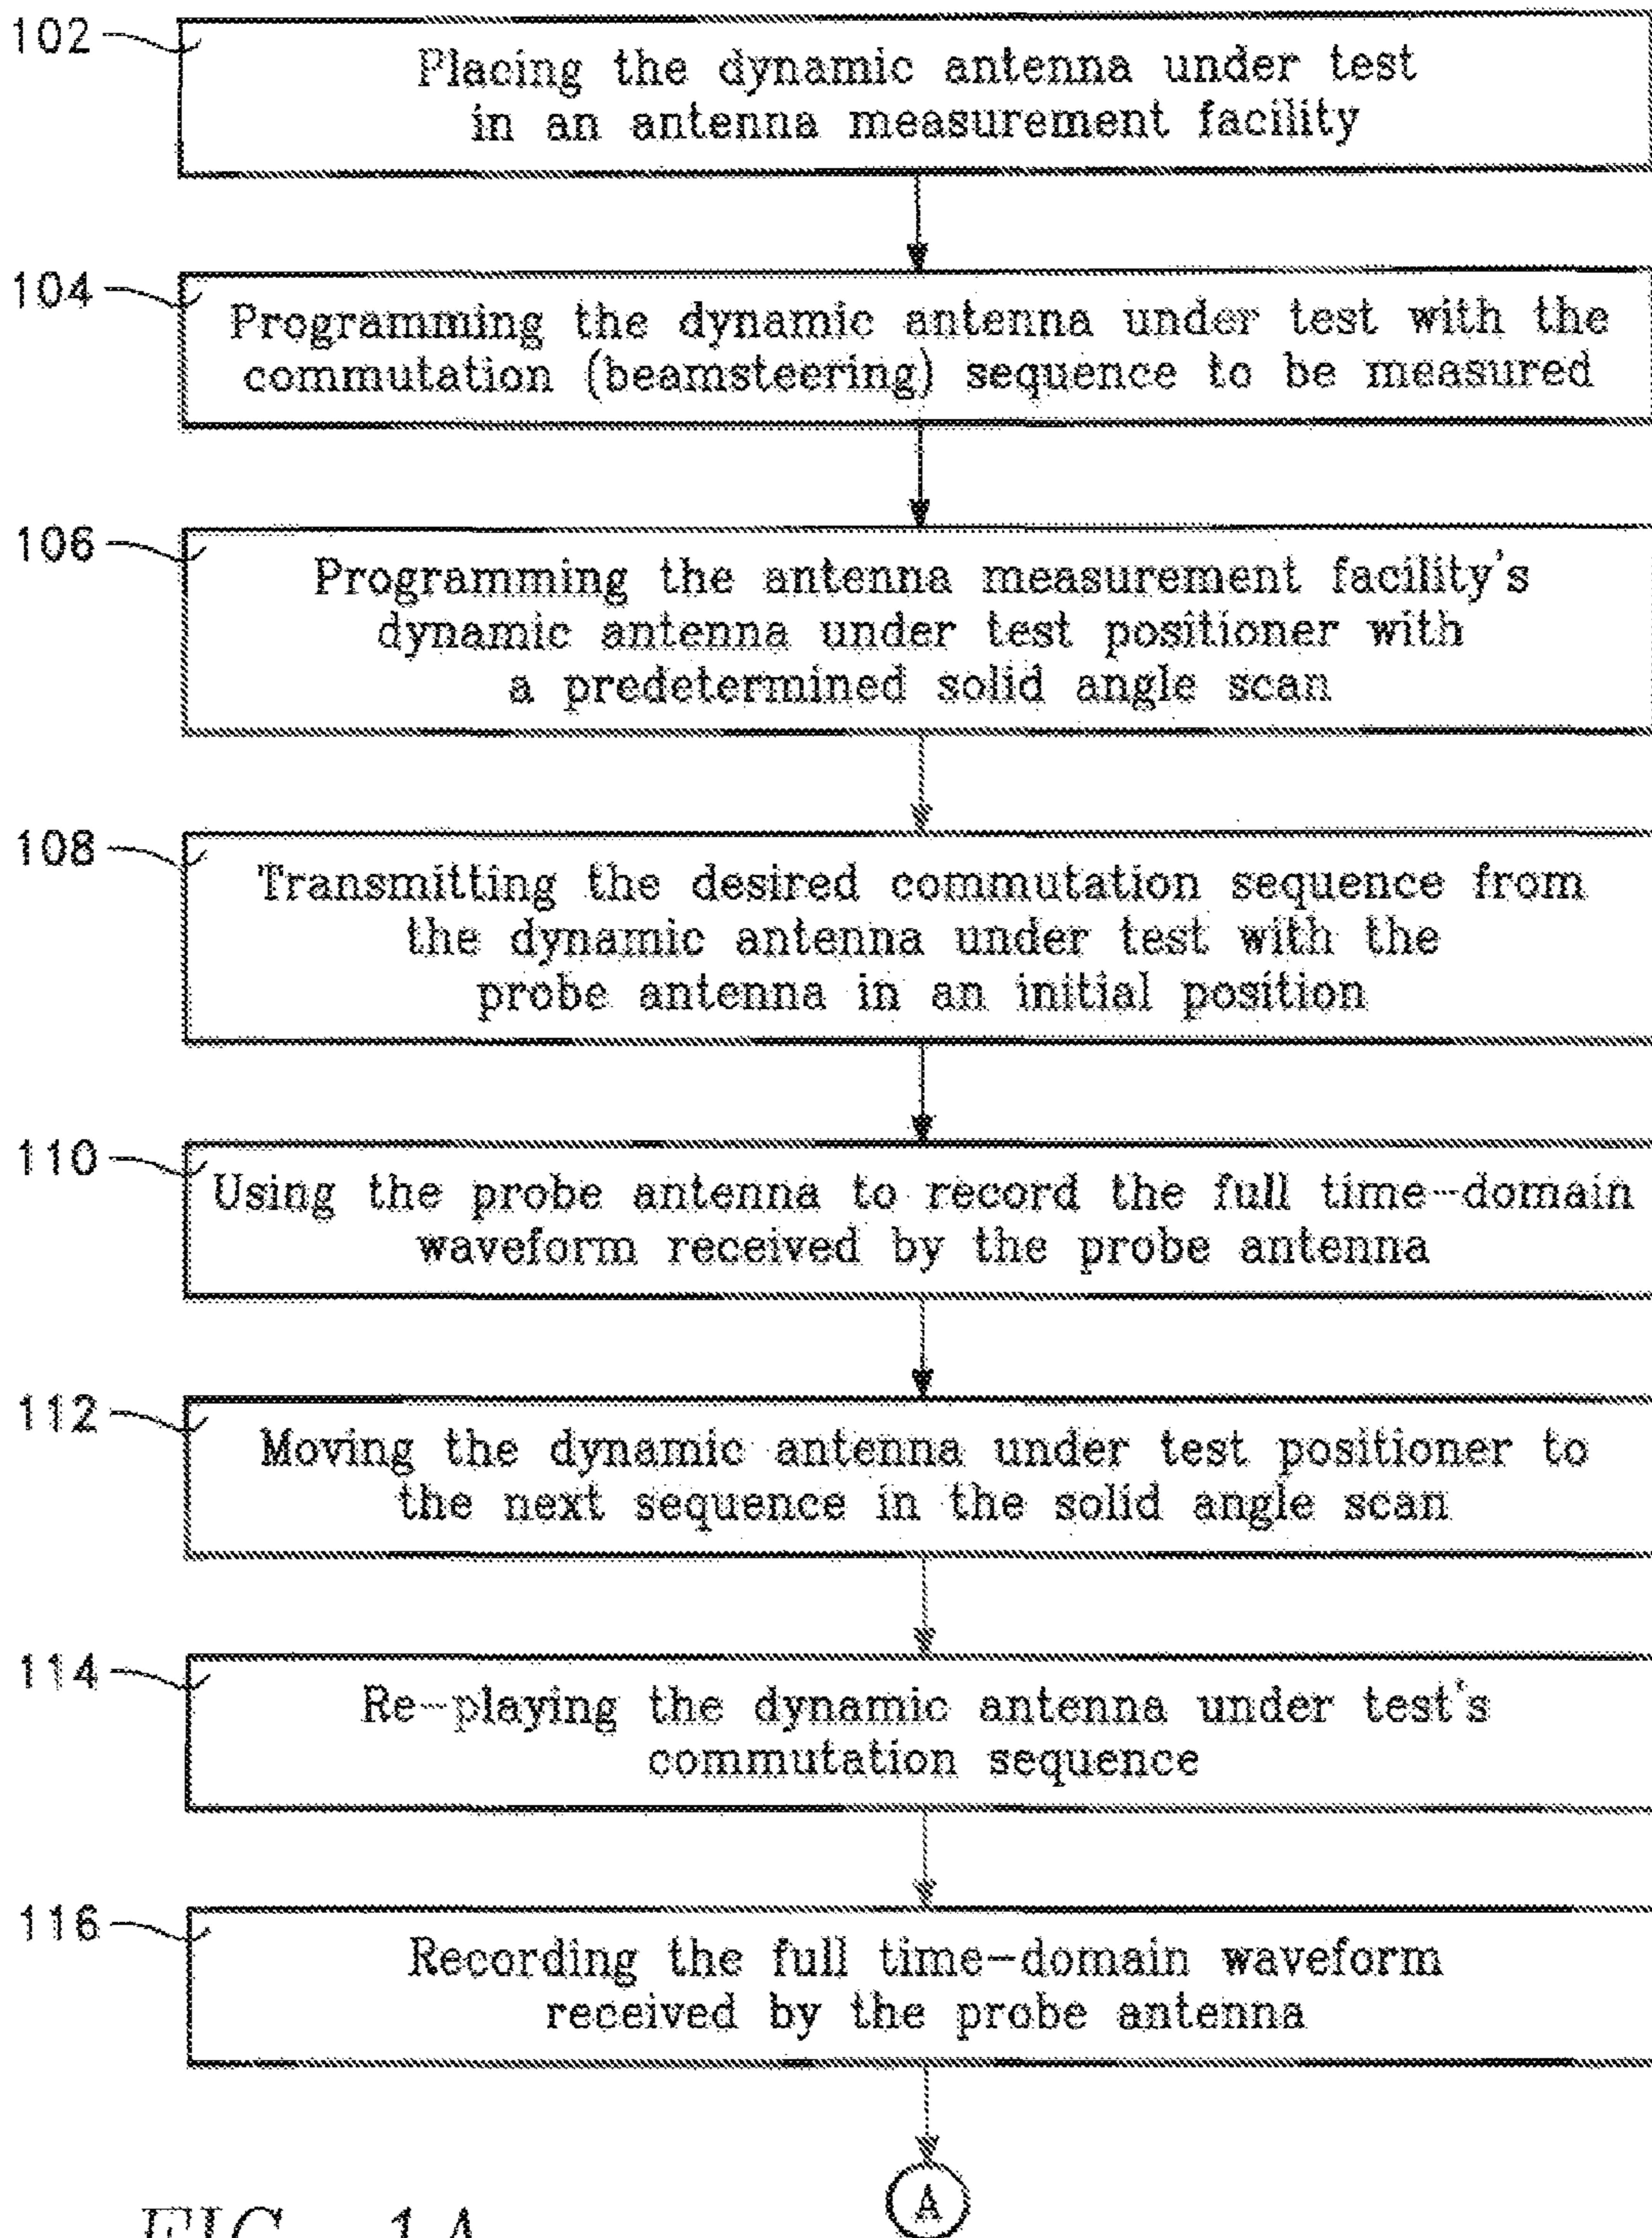 102
Placing the dynamic antenna under test
in an antenna measurement facility
104
Programming the dynamic antenna under test with the
commutation (beamsteering) sequence to be measured
106
Programming the antenna measurement facility's
dynamic antenna under test positioner with
a predetermined solid angle scan
108
Transmitting the desired commutation sequence from
the dynamic antenna under test with the
probe antenna in an initial position
110
Using the probe antenna to record the full time-domain
waveform received by the probe antenna
112
Moving the dynamic antenna under test positioner to
the next sequence in the solid angle scan
114
Re-playing the dynamic antenna under test's
commutation sequence
116
Recording the full time-domain waveform
received by the probe antenna
A
FIG. 1A